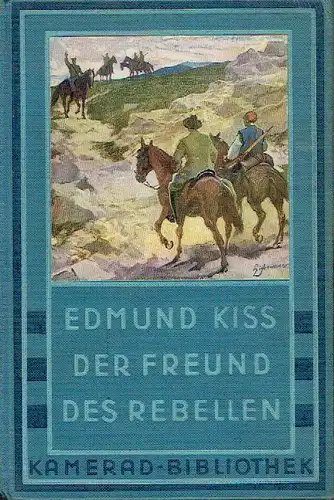 EDMUND KISS
DER FREUND
DES REBELLEN
KAMERAD-BIBLIOTHEK